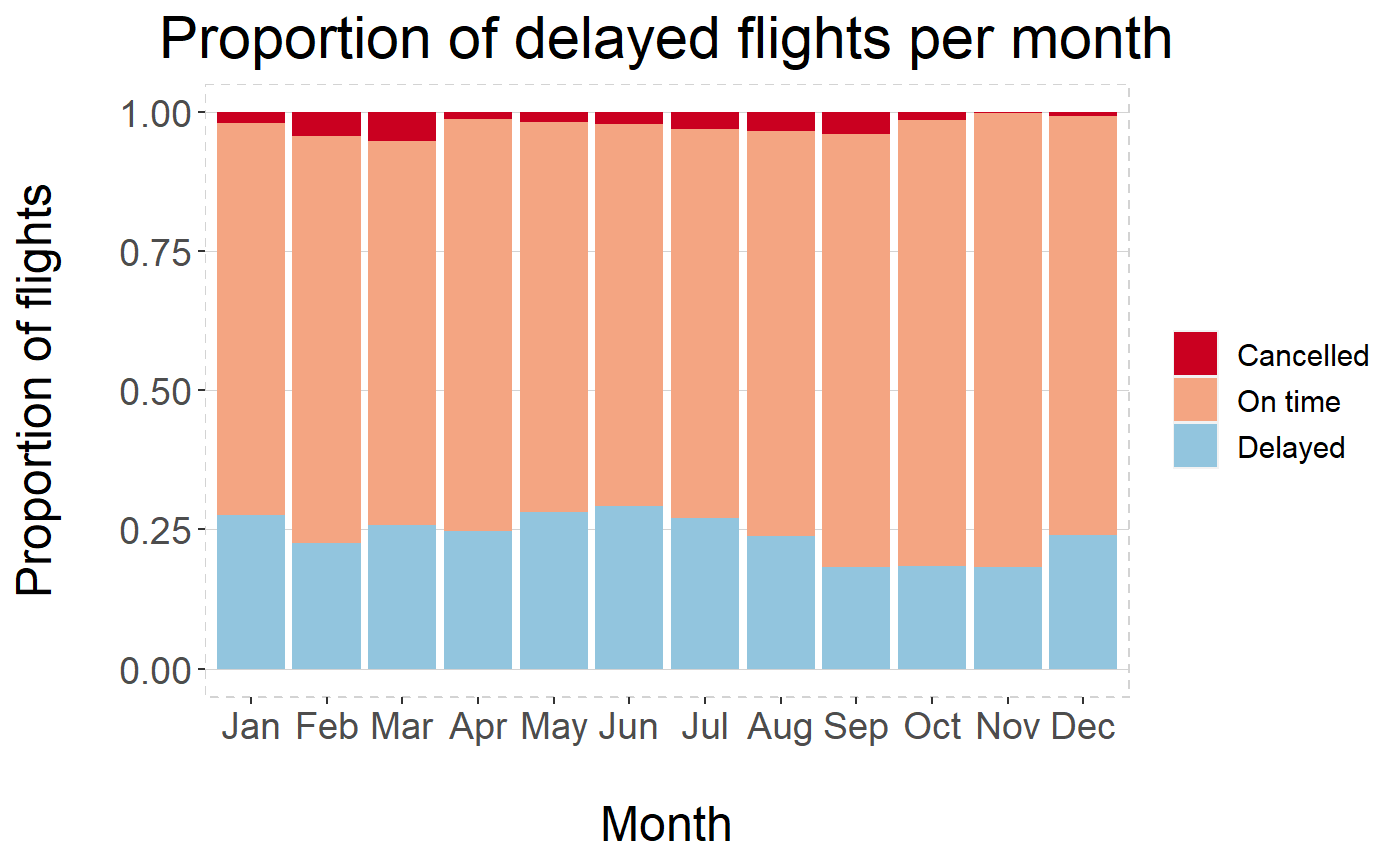 Proportion of delayed flights per month
Proportion of flights
1.00
0.75
0.50
0.25
0.00
Jan Feb Mar Apr May Jun Jul Aug Sep Oct Nov Dec
Month
Cancelled
On time
Delayed